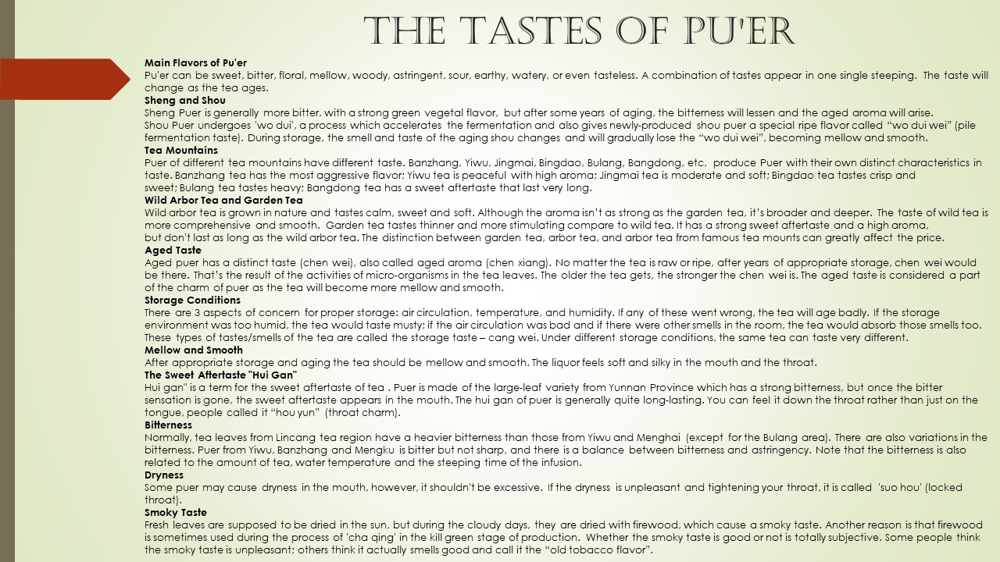 THE TASTES OF PU'ER
Main Flavors of Pu'er
Pu'er can be sweet, bitter, floral, mellow, woody, astringent, sour, earthy, watery, or even tasteless. A combination of tastes appear in one single steeping. The taste will
change as the tea ages.
Sheng and Shou
Sheng Puer is generally more bitter, with a strong green vegetal flavor, but after some years of aging, the bitterness will lessen and the aged aroma will arise.
Shou Puer undergoes 'wo dui', a process which accelerates the fermentation and also gives newly-produced shou puer a special ripe flavor called “wo dui wei” (pile
fermentation taste). During storage, the smell and taste of the aging shou changes and will gradually lose the “wo dui wei”, becoming mellow and smooth.
Tea Mountains
Puer of different tea mountains have different taste. Banzhang, Yiwu, Jingmai, Bingdao, Bulang, Bangdong, etc, produce Puer with their own distinct characteristics in
taste. Banzhang tea has the most aggressive flavor; Yiwu tea is peaceful with high aroma; Jingmai tea is moderate and soft; Bingdao tea tastes crisp and
sweet; Bulang tea tastes heavy; Bangdong tea has a sweet aftertaste that last very long.
Wild Arbor Tea and Garden Tea
Wild arbor tea is grown in nature and tastes calm, sweet and soft. Although the aroma isn’t as strong as the garden tea, it’s broader and deeper. The taste of wild tea is
more comprehensive and smooth. Garden tea tastes thinner and more stimulating compare to wild tea. It has a strong sweet aftertaste and a high aroma,
but don't last as long as the wild arbor tea. The distinction between garden tea, arbor tea, and arbor tea from famous tea mounts can greatly affect the price.
Aged Taste
Aged puer has a distinct taste (chen wei), also called aged aroma (chen xiang). No matter the tea is raw or ripe, after years of appropriate storage, chen wei would
be there. That’s the result of the activities of micro-organisms in the tea leaves. The older the tea gets, the stronger the chen wei is. The aged taste is considered a part
of the charm of puer as the tea will become more mellow and smooth.
Storage Conditions
There are 3 aspects of concern for proper storage: air circulation, temperature, and humidity. If any of these went wrong, the tea will age badly. If the storage
environment was too humid, the tea would taste musty; if the air circulation was bad and if there were other smells in the room, the tea would absorb those smells too.
These types of tastes/smells of the tea are called the storage taste – cang wei. Under different storage conditions, the same tea can taste very different.
Mellow and Smooth
After appropriate storage and aging the tea should be mellow and smooth. The liquor feels soft and silky in the mouth and the throat.
The Sweet Aftertaste "Hui Gan"
Hui gan" is a term for the sweet aftertaste of tea . Puer is made of the large-leaf variety from Yunnan Province which has a strong bitterness, but once the bitter
sensation is gone, the sweet aftertaste appears in the mouth. The hui gan of puer is generally quite long-lasting. You can feel it down the throat rather than just on the
tongue, people called it “hou yun” (throat charm).
Bitterness
Normally, tea leaves from Lincang tea region have a heavier bitterness than those from Yiwu and Menghai (except for the Bulang area). There are also variations in the
bitterness. Puer from Yiwu, Banzhang and Mengku is bitter but not sharp, and there is a balance between bitterness and astringency. Note that the bitterness is also
related to the amount of tea, water temperature and the steeping time of the infusion.
Dryness
Some puer may cause dryness in the mouth, however, it shouldn't be excessive. If the dryness is unpleasant and tightening your throat, it is called 'suo hou' (locked
throat).
Smoky Taste
Fresh leaves are supposed to be dried in the sun, but during the cloudy days, they are dried with firewood, which cause a smoky taste. Another reason is that firewood
is sometimes used during the process of 'cha qing' in the kill green stage of production. Whether the smoky taste is good or not is totally subjective. Some people think
the smoky taste is unpleasant; others think it actually smells good and call it the “old tobacco flavor”.